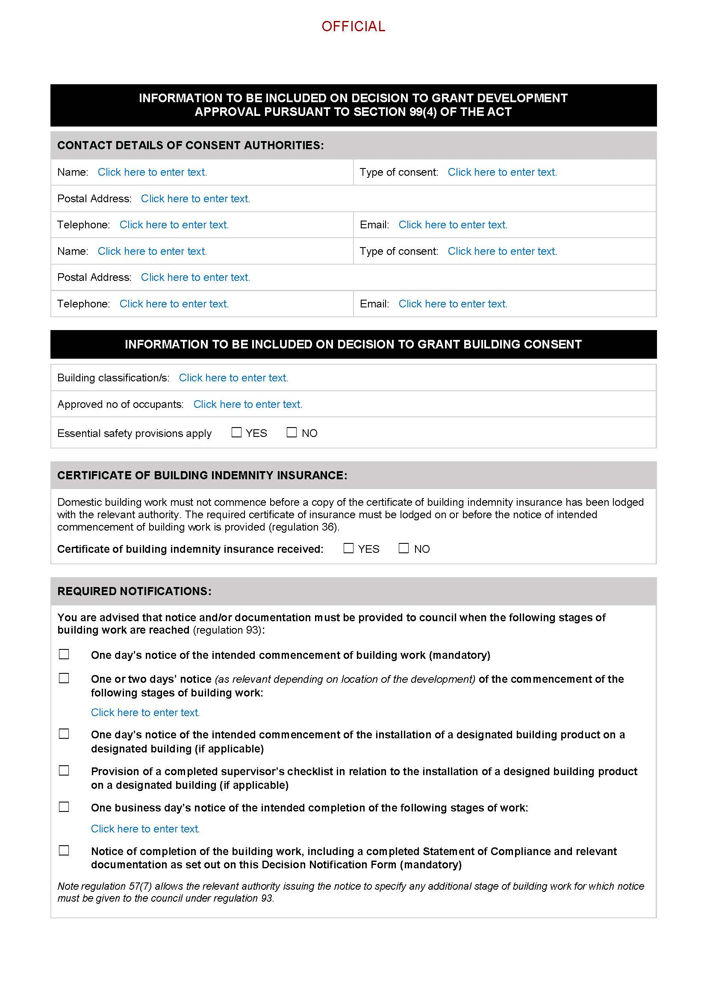 OFFICIAL
INFORMATION TO BE INCLUDED ON DECISION TO GRANT DEVELOPMENT
APPROVAL PURSUANT TO SECTION 99(4) OF THE ACT
CONTACT DETAILS OF CONSENT AUTHORITIES:
Name: Click here to enter text. Type of consent: Click here to enter text.
Postal Address: Click here to enter text.
Telephone: Click here to enter text. Email: Click here to enter text.
Name: Click here to enter text. Type of consent: Click here to enter text.
Postal Address: Click here to enter text.
Telephone: Click here to enter text. Email: Click here to enter text.
INFORMATION TO BE INCLUDED ON DECISION TO GRANT BUILDING CONSENT
Building classification/s: Click here to enter text.
Approved no of occupants: Click here to enter text.
Essential safety provisions apply ☐ YES ☐ NO
CERTIFICATE OF BUILDING INDEMNITY INSURANCE:
Domestic building work must not commence before a copy of the certificate of building indemnity insurance has been lodged
with the relevant authority. The required certificate of insurance must be lodged on or before the notice of intended
commencement of building work is provided (regulation 36).
Certificate of building indemnity insurance received: ☐ YES ☐ NO
REQUIRED NOTIFICATIONS:
You are advised that notice and/or documentation must be provided to council when the following stages of
building work are reached (regulation 93):
☐ One day’s notice of the intended commencement of building work (mandatory)
☐ One or two days’ notice (as relevant depending on location of the development) of the commencement of the
following stages of building work:
Click here to enter text.
☐ One day’s notice of the intended commencement of the installation of a designated building product on a
designated building (if applicable)
☐ Provision of a completed supervisor’s checklist in relation to the installation of a designed building product
on a designated building (if applicable)
☐ One business day’s notice of the intended completion of the following stages of work:
Click here to enter text.
☐ Notice of completion of the building work, including a completed Statement of Compliance and relevant
documentation as set out on this Decision Notification Form (mandatory)
Note regulation 57(7) allows the relevant authority issuing the notice to specify any additional stage of building work for which notice
must be given to the council under regulation 93.